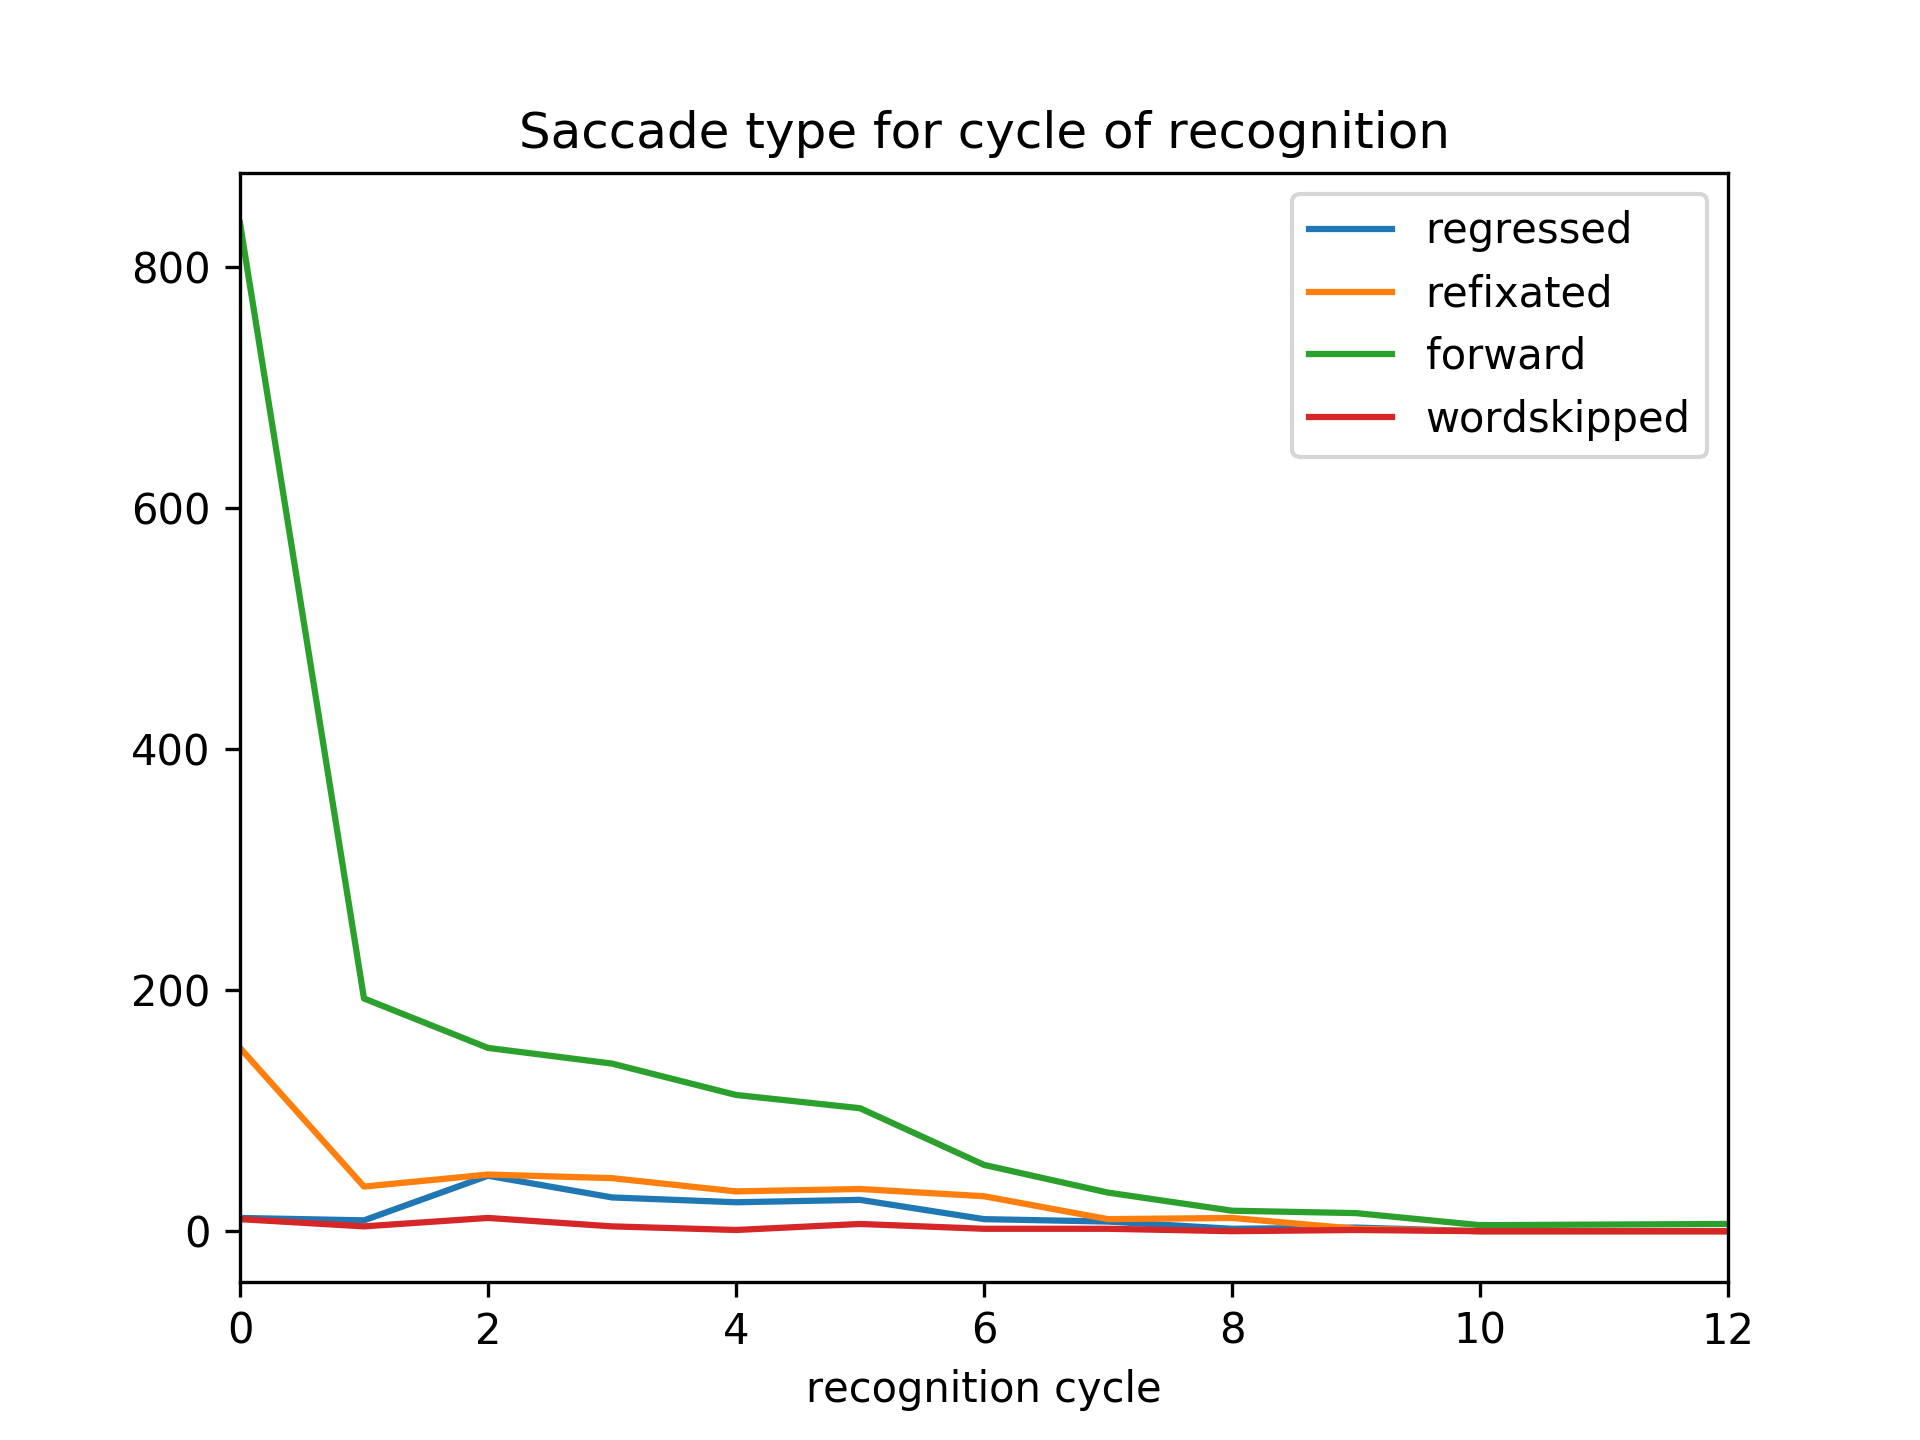 Saccade type for cycle of recognition
regressed
refixated
forward
wordskipped
800
600
400
200
0
0 2 4 6 8 10 12
recognition cycle